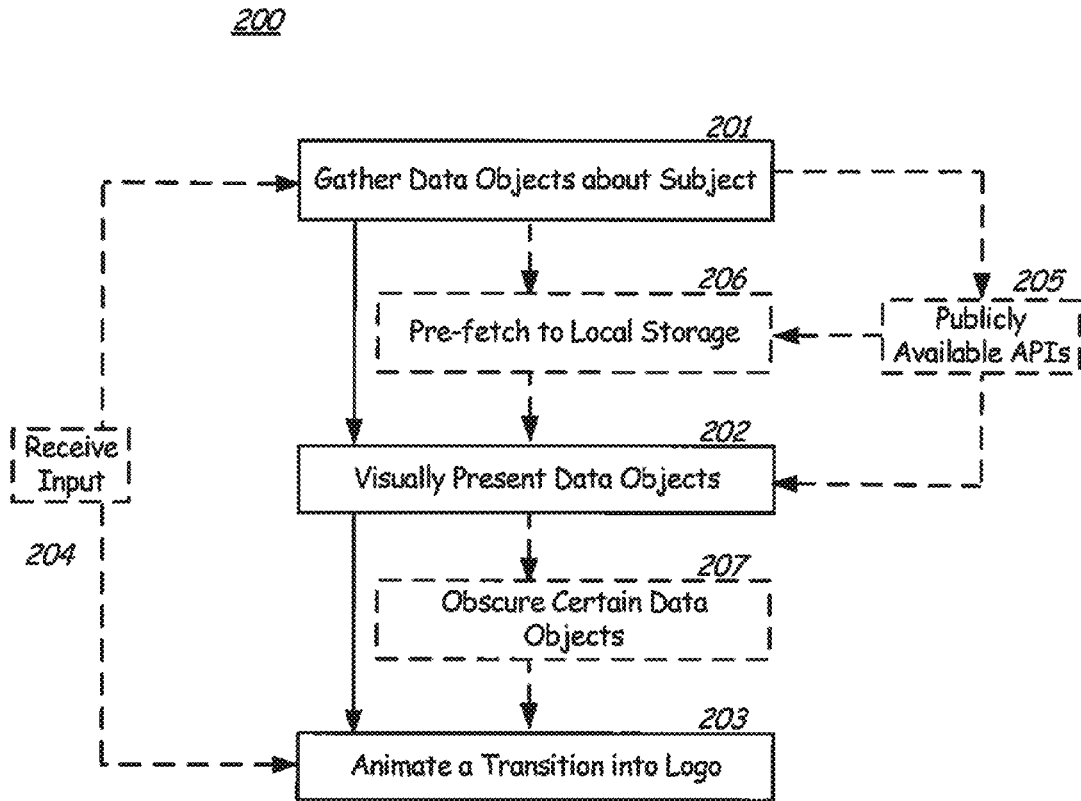 200
201
Gather Data Objects about Subject
206
Pre-fetch to Local Storage
205
Publicly
Available APIs
202
Visually Present Data Objects
Receive
Input
204
207
Obscure Certain Data
Objects
203
Animate a Transition into Logo